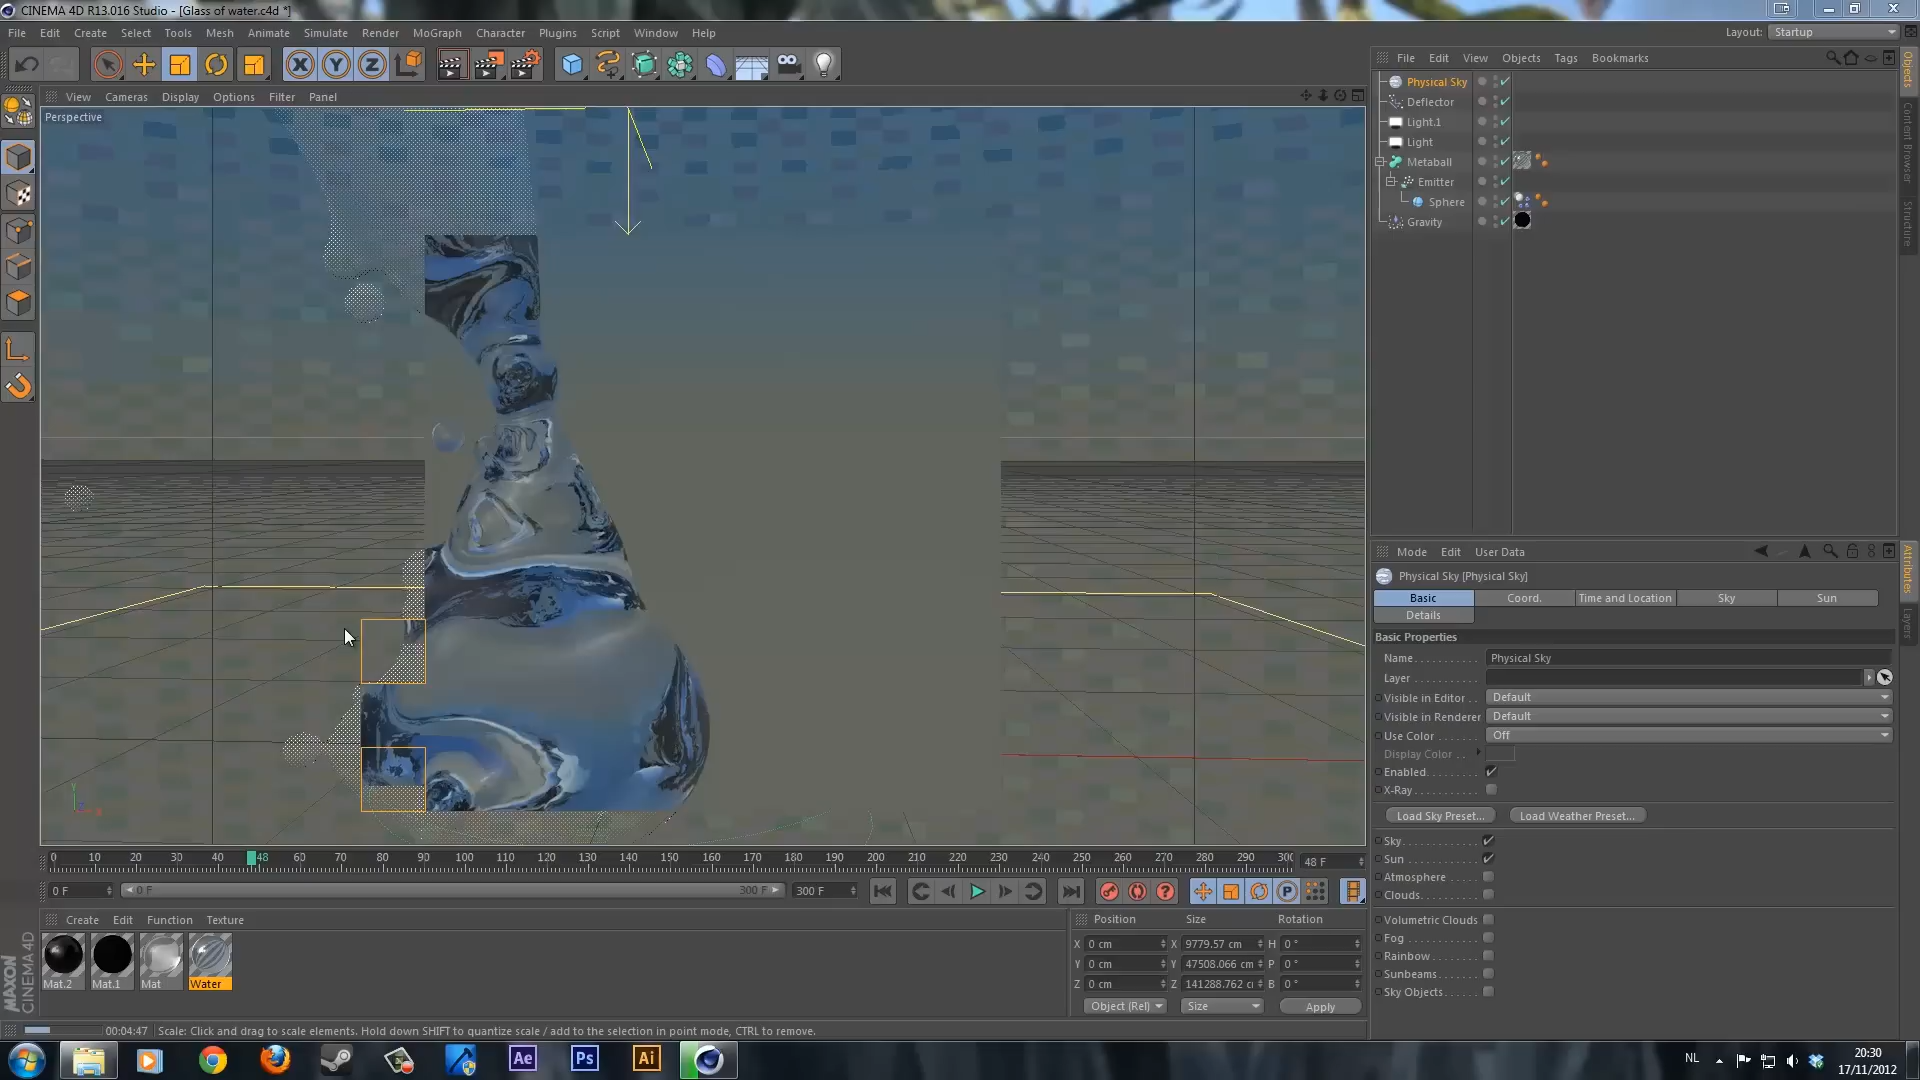 CINEMA 4D R13.016 Studio - [Glass of water.c4d *]
File Edit Create Select Tools Mesh Animate Simulate Render MoGraph Character Plugins Script Window Help
Layout: Startup
View Cameras Display Options Filter Panel
Perspective
File Edit View Objects Tags Bookmarks
Physical Sky
Deflector
Light.1
Light
Metaball
Emitter
Sphere
Gravity
Objects
Content Browser
Structure
Mode Edit User Data
Physical Sky [Physical Sky]
Basic Coord. Time and Location Sky Sun
Details
Basic Properties
Name Physical Sky
Layer
Visible in Editor Default
Visible in Renderer Default
Use Color Off
Display Color
Enabled
X-Ray
Load Sky Preset... Load Weather Preset...
Sky
Sun
Atmosphere
Clouds
Volumetric Clouds
Fog
Rainbow
Sunbeams
Sky Objects
Attributes
Layers
0 10 20 30 40 48 60 70 80 90 100 110 120 130 140 150 160 170 180 190 200 210 220 230 240 250 260 270 280 290 300 48 F
0 F 0 F 300 F 300 F
Create Edit Function Texture
Mat.2 Mat.1 Mat Water
Position Size Rotation
X 0 cm X 9779.57 cm H 0 °
Y 0 cm Y 47508.066 cm P 0 °
Z 0 cm Z 141288.762 B 0 °
Object (Rel) Size Apply
MAXON
CINEMA 4D
00:04:47 Scale: Click and drag to scale elements. Hold down SHIFT to quantize scale / add to the selection in point mode, CTRL to remove.
Ae Ps Ai
NL 20:30
17/11/2012